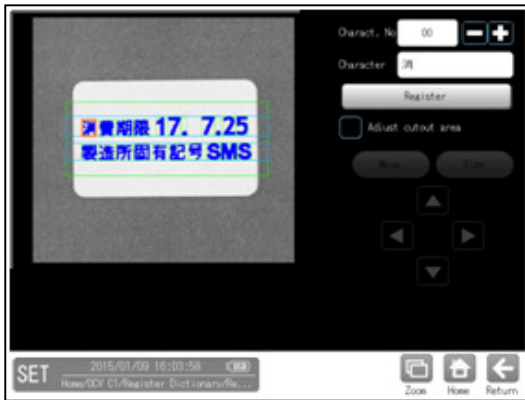 Charact. No 00
Character 消
Register
Adjust cutout area
Move Size
消費期限 17. 7.25
製造所固有記号 SMS
SET 2015/01/09 16:03:58
Home/OCV C1/Register Dictionary/Re...
Zoom Home Return